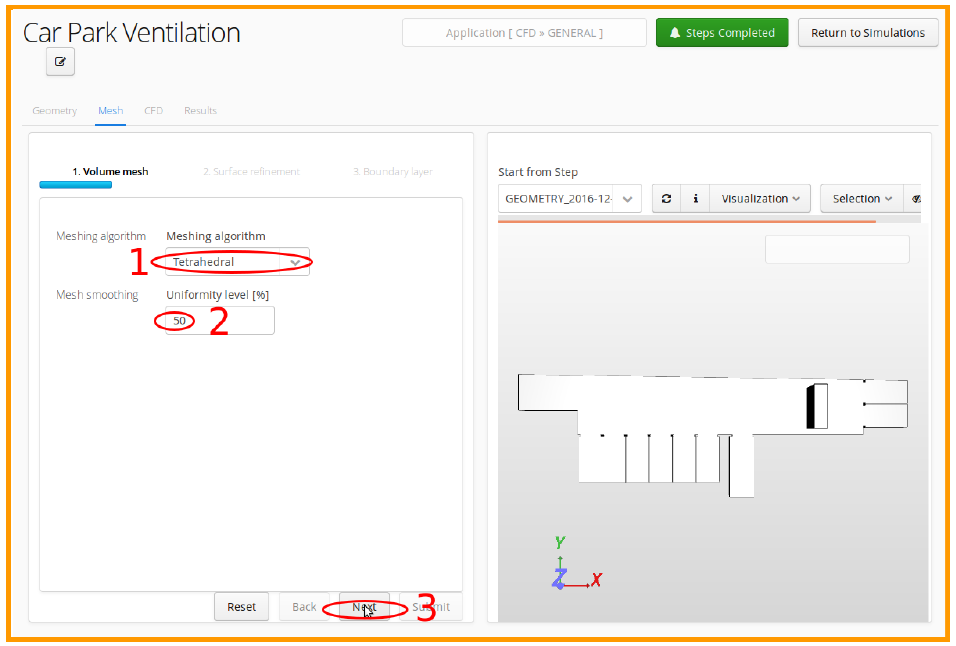 Car Park Ventilation
Application [ CFD » GENERAL ]
Steps Completed
Return to Simulations
Geometry Mesh CFD Results
1. Volume mesh 2. Surface refinement 3. Boundary layer
Meshing algorithm Meshing algorithm
1 Tetrahedral
Mesh smoothing Uniformity level [%]
50 2
Reset Back Next Submit 3
Start from Step
GEOMETRY_2016-12- i Visualization Selection
Y
Z X